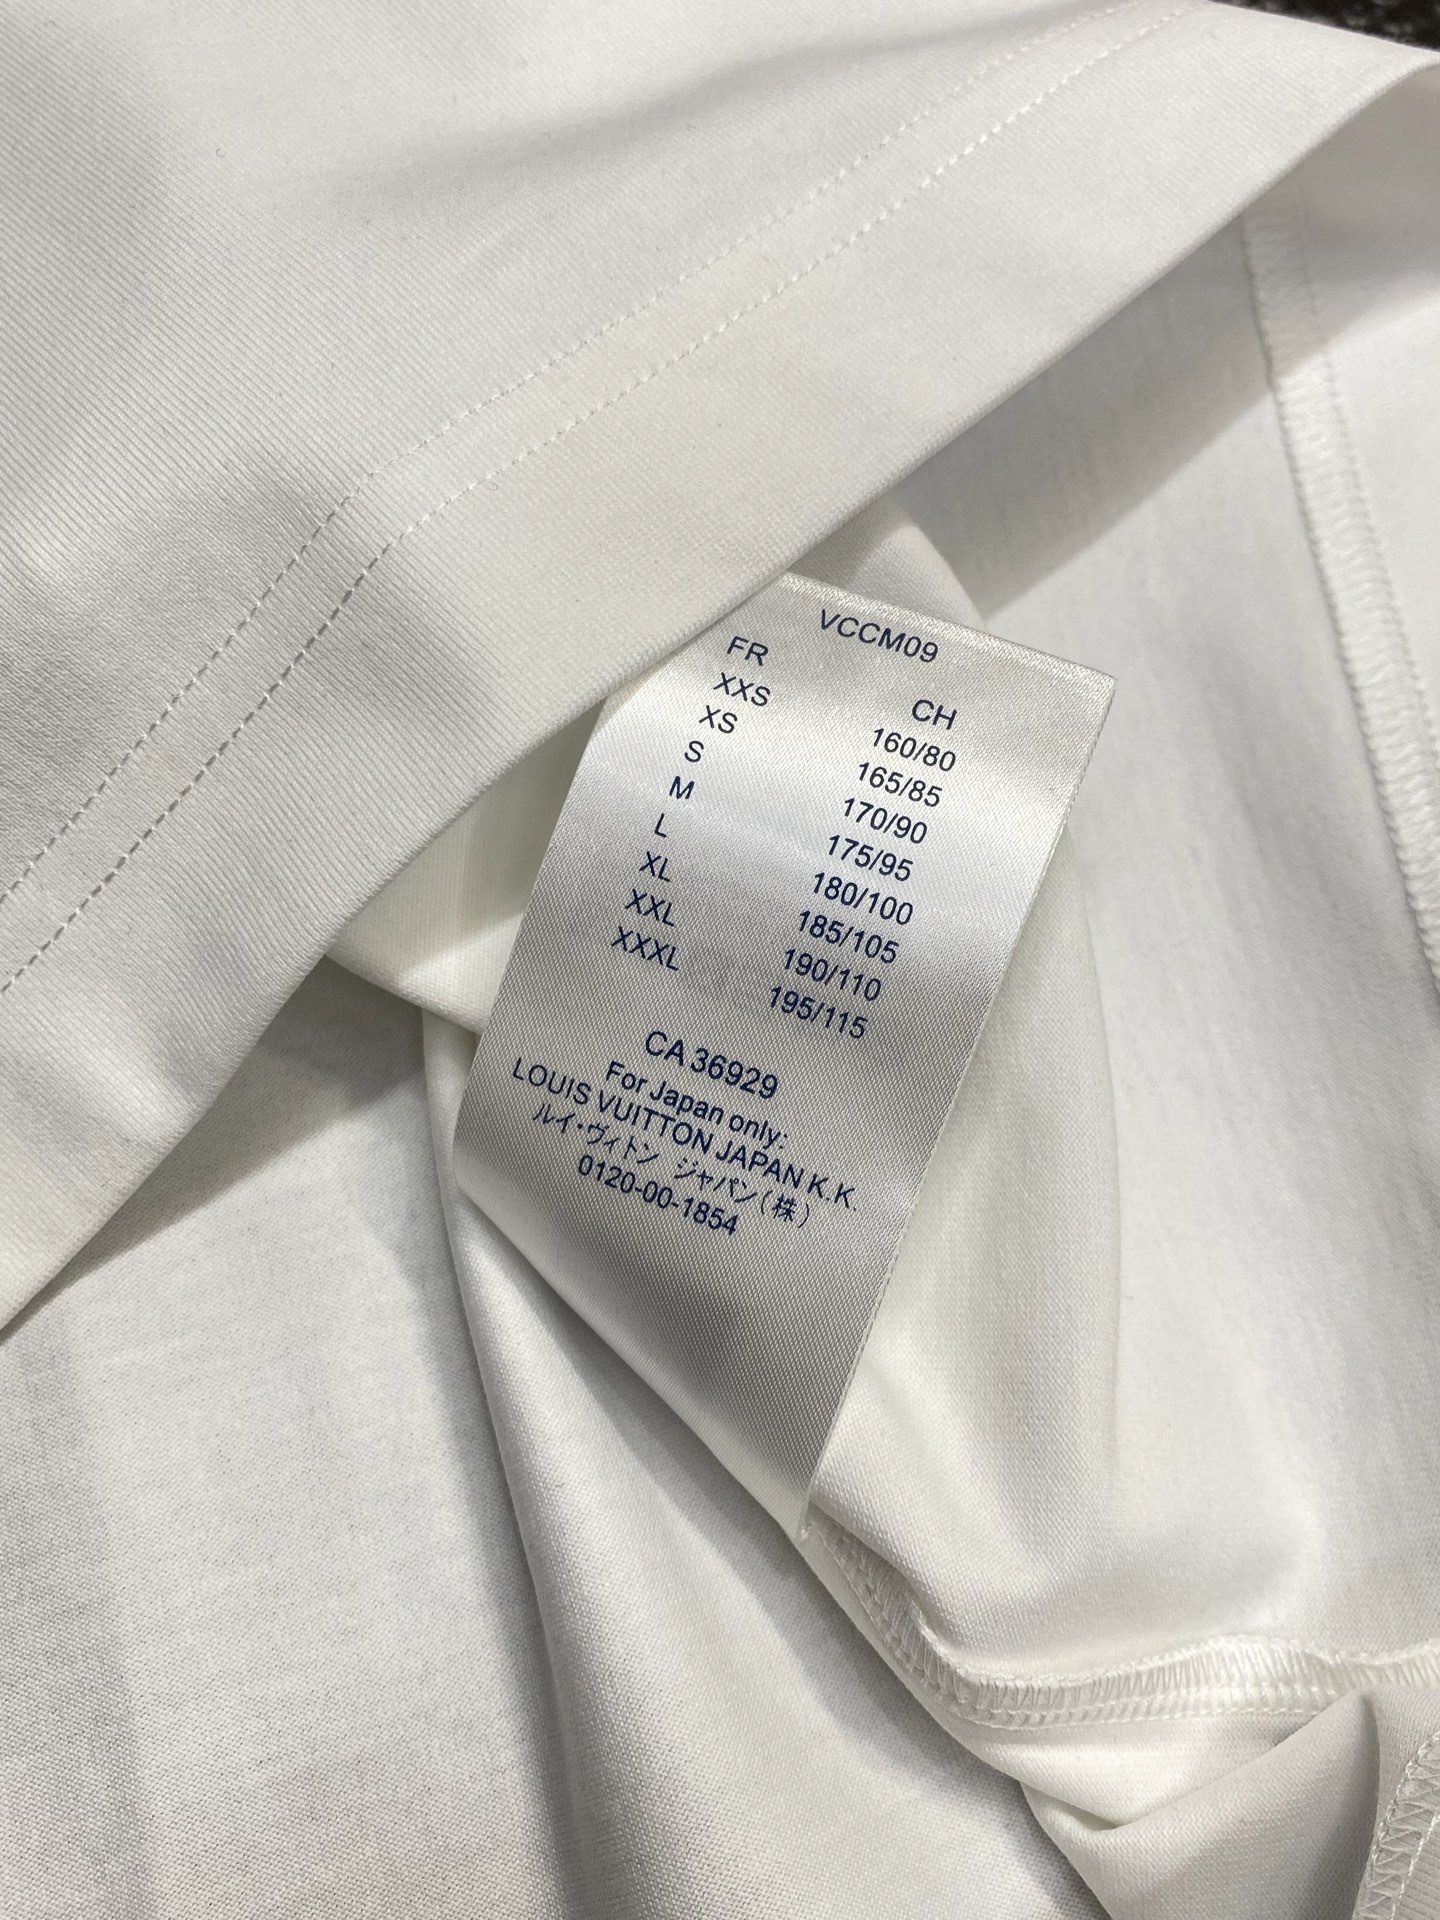 VCCM09
FR CH
XXS 160/80
XS 165/85
S 170/90
M 175/95
L 180/100
XL 185/105
XXL 190/110
XXXL 195/115
CA 36929
For Japan only:
LOUIS VUITTON JAPAN K.K.
ルイ・ヴィトン ジャパン(株)
0120-00-1854